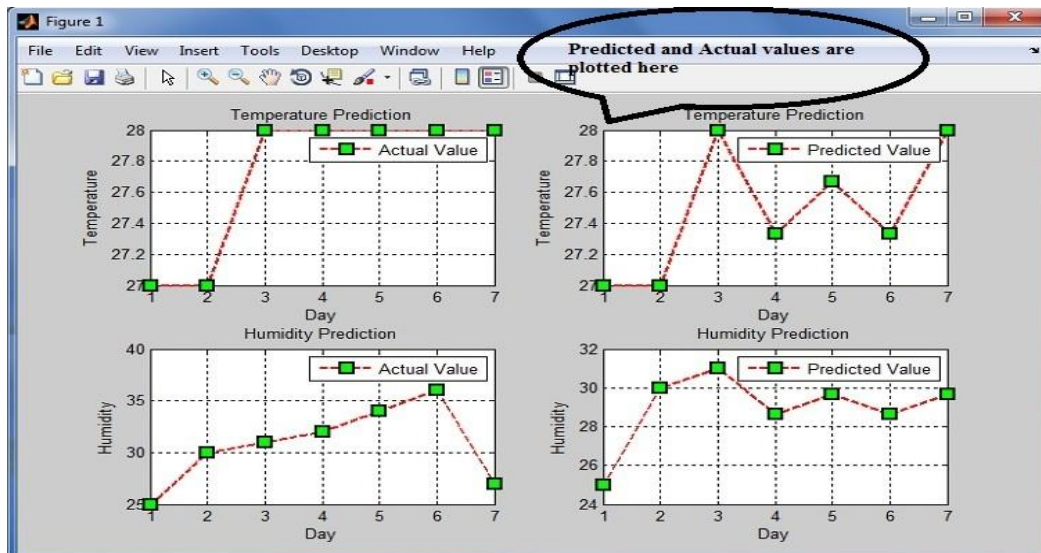 Figure 1
File Edit View Insert Tools Desktop Window Help
Predicted and Actual values are
plotted here
Temperature Prediction
28
27.8
27.6
27.4
27.2
27
Temperature
Actual Value
1 2 3 4 5 6 7
Day
Temperature Prediction
28
27.8
27.6
27.4
27.2
27
Temperature
Predicted Value
1 2 3 4 5 6 7
Day
Humidity Prediction
40
35
30
25
Humidity
Actual Value
1 2 3 4 5 6 7
Day
Humidity Prediction
32
30
28
26
24
Humidity
Predicted Value
1 2 3 4 5 6 7
Day